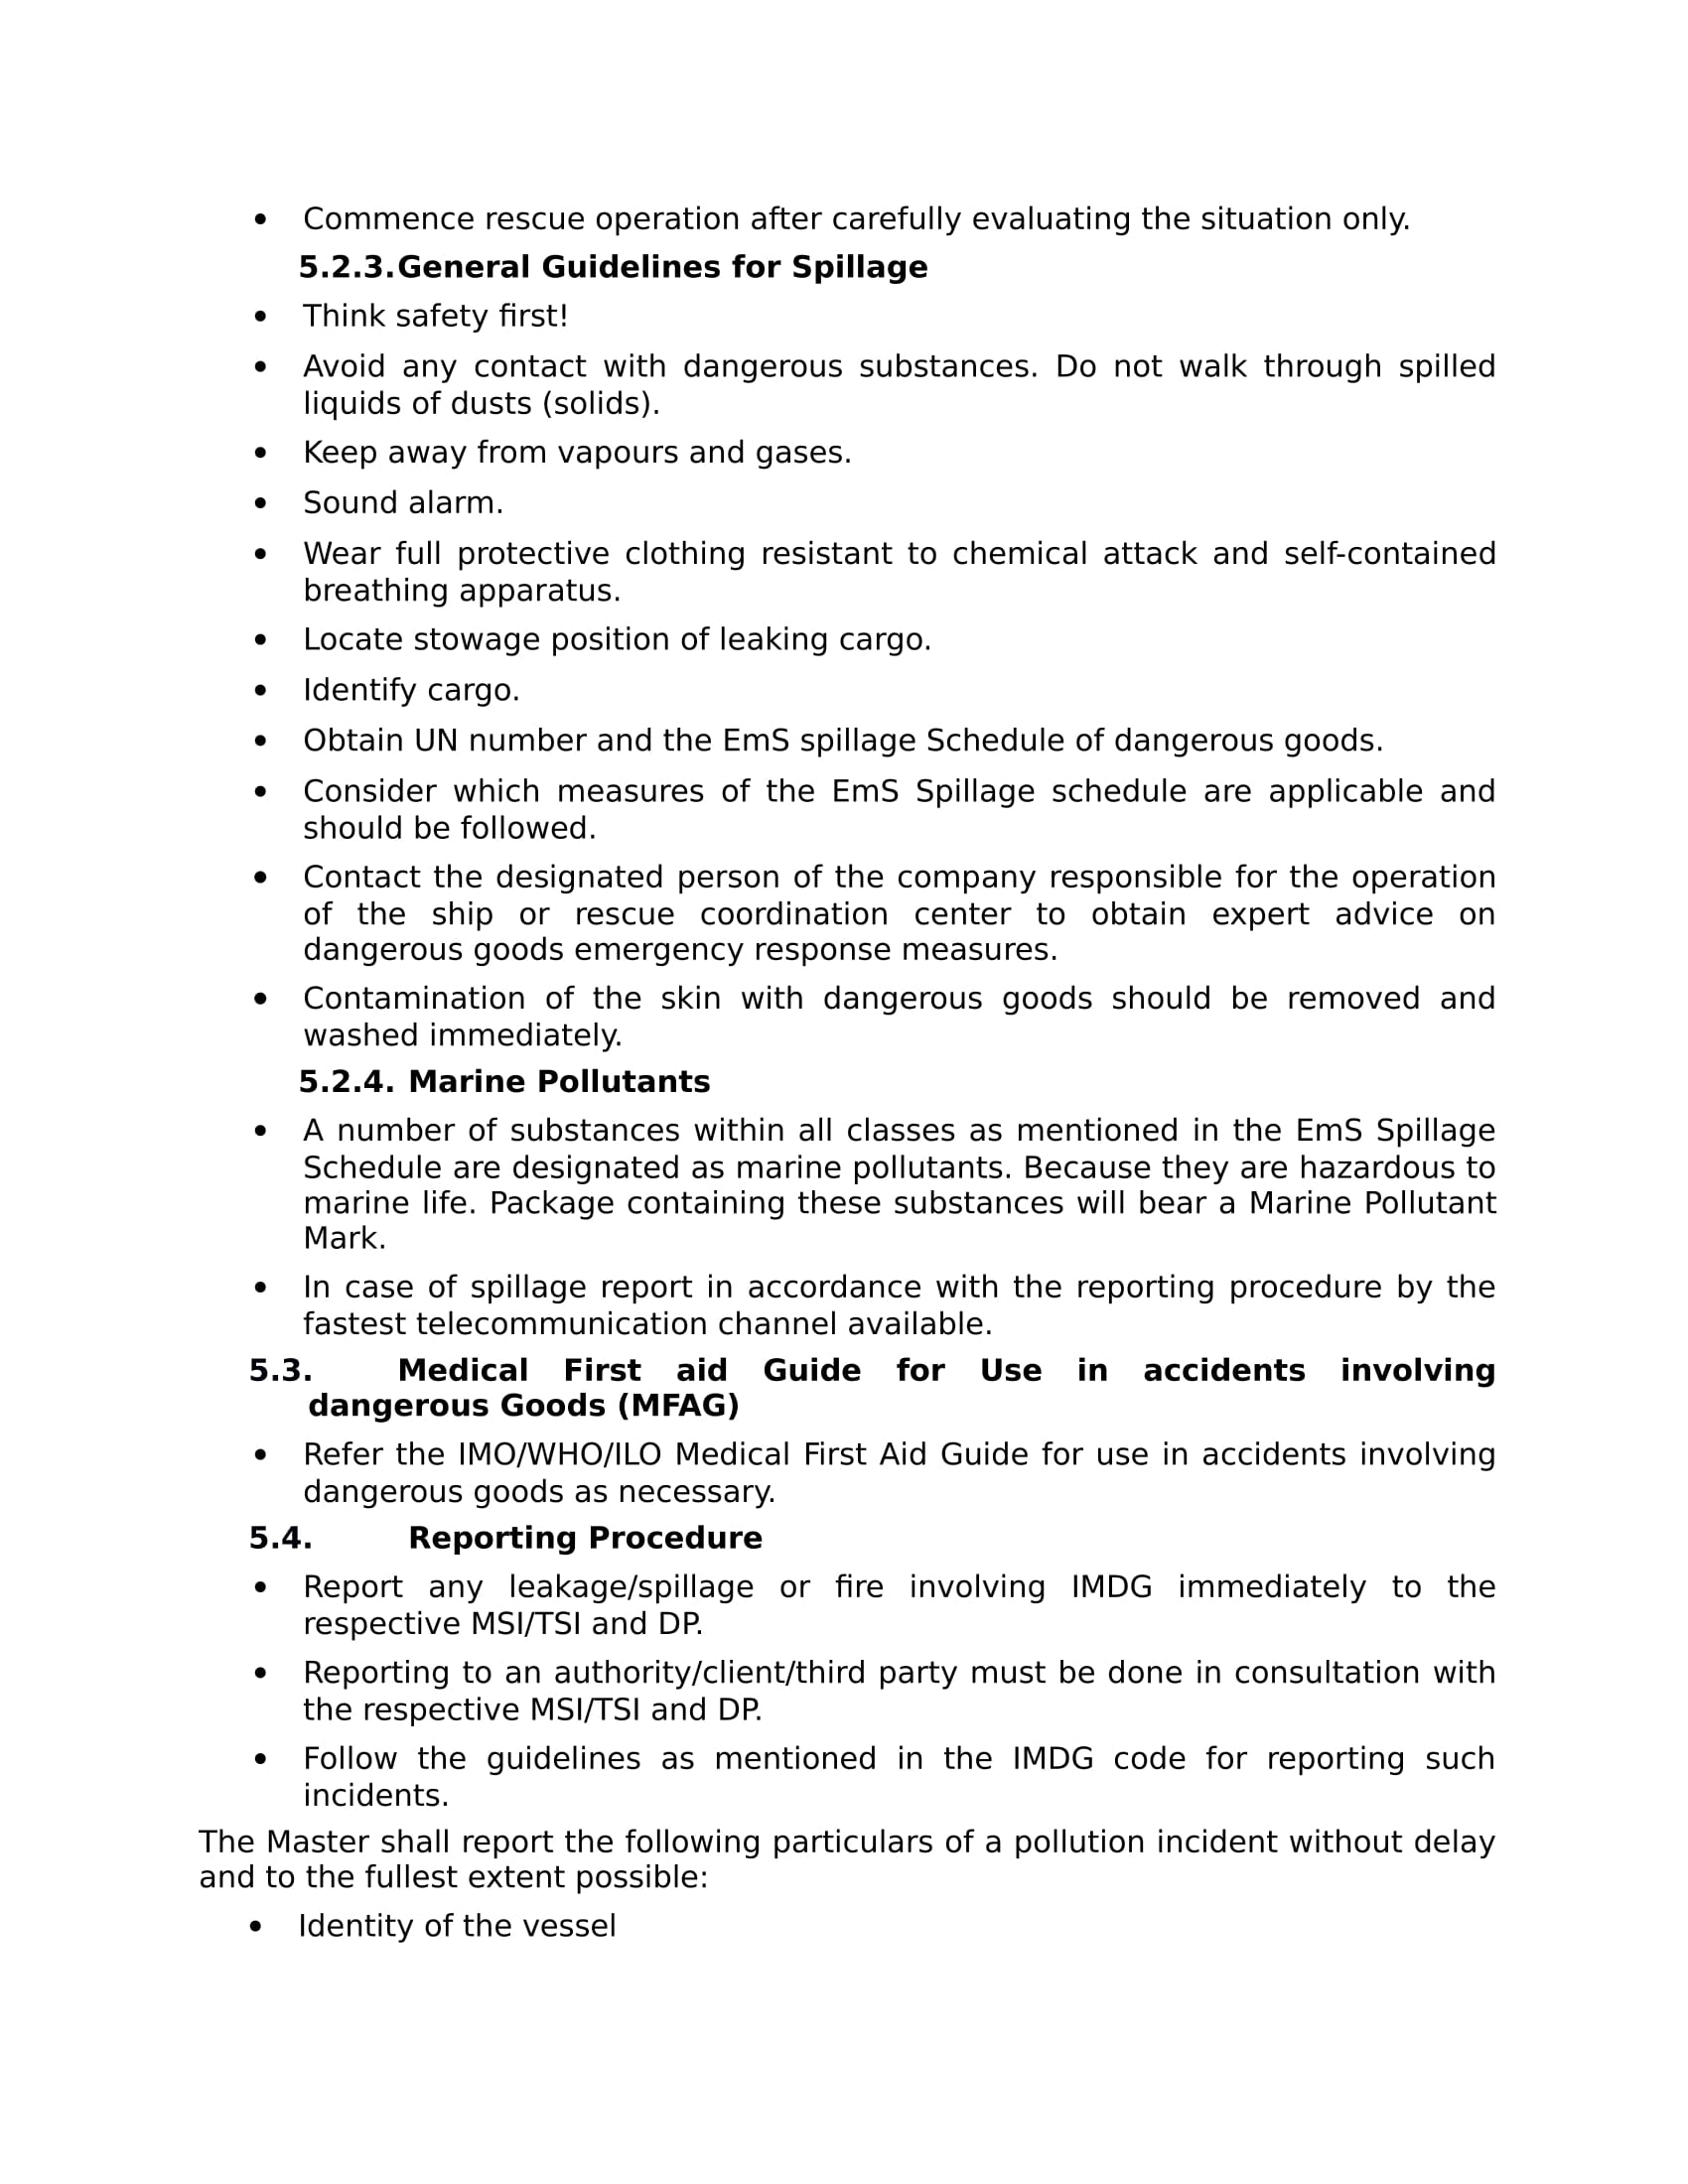 • Commence rescue operation after carefully evaluating the situation only.
5.2.3. General Guidelines for Spillage
• Think safety first!
• Avoid any contact with dangerous substances. Do not walk through spilled
liquids of dusts (solids).
• Keep away from vapours and gases.
• Sound alarm.
• Wear full protective clothing resistant to chemical attack and self-contained
breathing apparatus.
• Locate stowage position of leaking cargo.
• Identify cargo.
• Obtain UN number and the EmS spillage Schedule of dangerous goods.
• Consider which measures of the EmS Spillage schedule are applicable and
should be followed.
• Contact the designated person of the company responsible for the operation
of the ship or rescue coordination center to obtain expert advice on
dangerous goods emergency response measures.
• Contamination of the skin with dangerous goods should be removed and
washed immediately.
5.2.4. Marine Pollutants
• A number of substances within all classes as mentioned in the EmS Spillage
Schedule are designated as marine pollutants. Because they are hazardous to
marine life. Package containing these substances will bear a Marine Pollutant
Mark.
• In case of spillage report in accordance with the reporting procedure by the
fastest telecommunication channel available.
5.3. Medical First aid Guide for Use in accidents involving
dangerous Goods (MFAG)
• Refer the IMO/WHO/ILO Medical First Aid Guide for use in accidents involving
dangerous goods as necessary.
5.4. Reporting Procedure
• Report any leakage/spillage or fire involving IMDG immediately to the
respective MSI/TSI and DP.
• Reporting to an authority/client/third party must be done in consultation with
the respective MSI/TSI and DP.
• Follow the guidelines as mentioned in the IMDG code for reporting such
incidents.
The Master shall report the following particulars of a pollution incident without delay
and to the fullest extent possible:
• Identity of the vessel